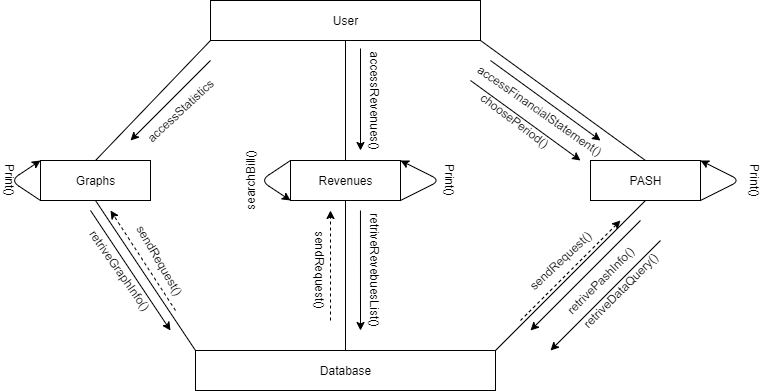 User
accessStatistics
accessRevenues()
accessFinancialStatement()
choosePeriod()
Print()
Graphs
searchBill()
Revenues
Print()
PASH
Print()
sendRequest()
retriveGraphInfo()
sendRequest()
retriveRevebuesList()
sendRequest()
retrivePashInfo()
retriveDataQuery()
Database